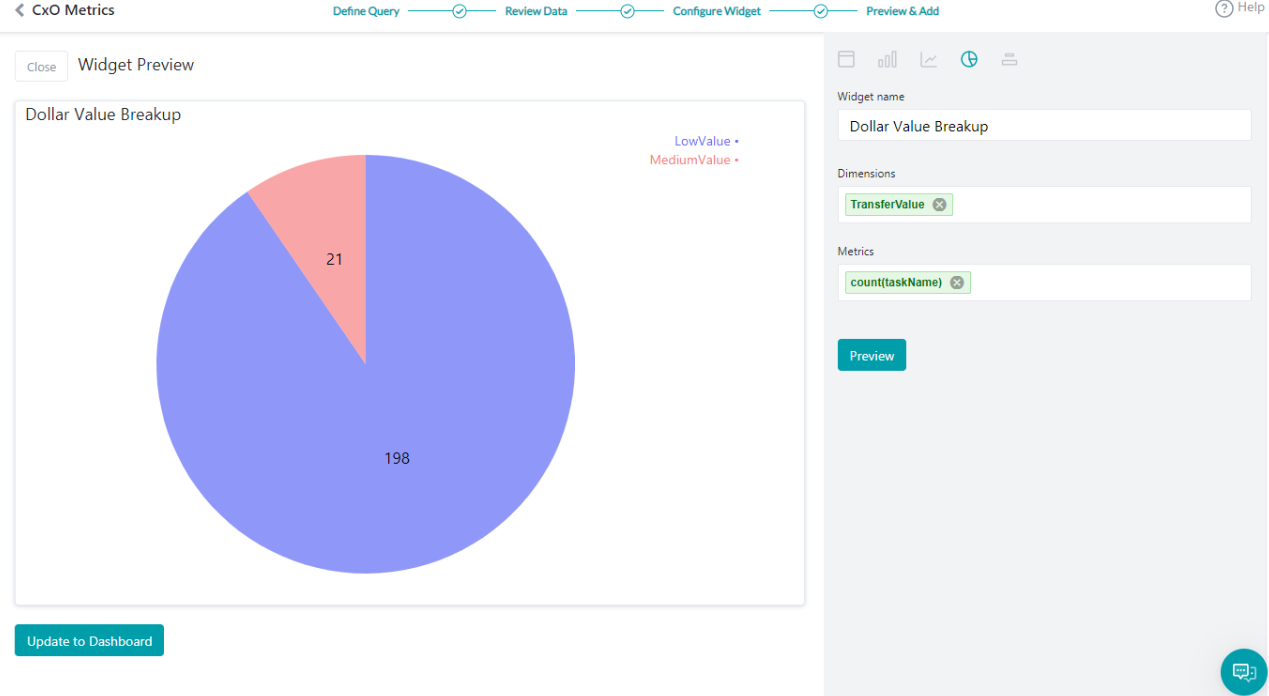 CxO Metrics
Define Query
Review Data
Configure Widget
Preview & Add
Help
Close
Widget Preview
Dollar Value Breakup
LowValue
MediumValue
21
198
Update to Dashboard
Widget name
Dollar Value Breakup
Dimensions
TransferValue
Metrics
count(taskName)
Preview